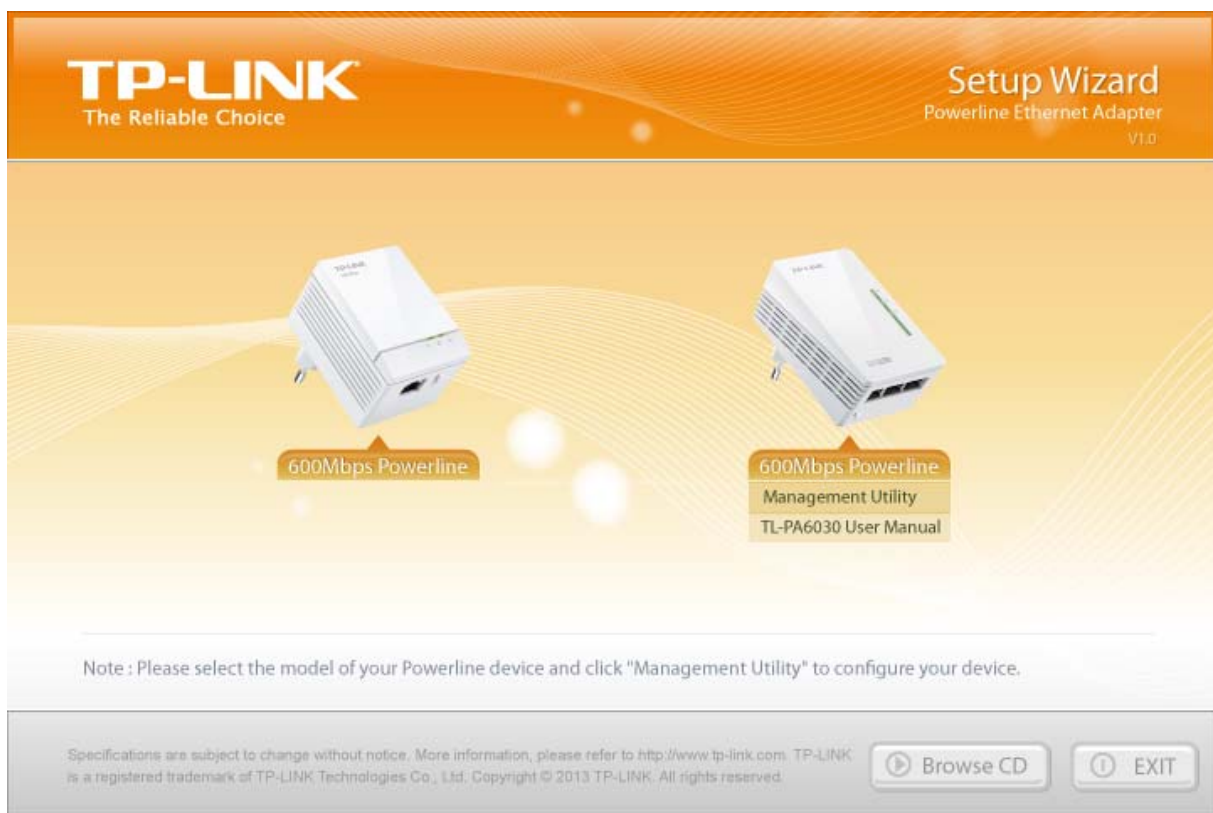 TP-LINK
The Reliable Choice
Setup Wizard
Powerline Ethernet Adapter
V1.0
TP-LINK
TP-LINK
600Mbps Powerline
600Mbps Powerline
Management Utility
TL-PA6030 User Manual
Note : Please select the model of your Powerline device and click "Management Utility" to configure your device.
Specifications are subject to change without notice. More information, please refer to http://www.tp-link.com. TP-LINK
is a registered trademark of TP-LINK Technologies Co., Ltd. Copyright © 2013 TP-LINK. All rights reserved.
Browse CD
EXIT